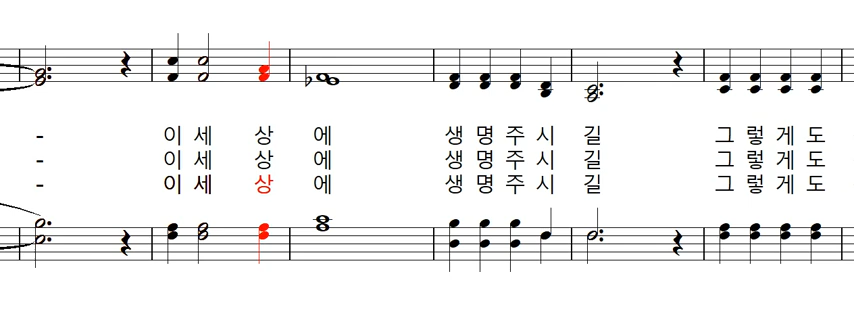 - 이 세 상 에 생 명 주 시 길 그 렇 게 도
- 이 세 상 에 생 명 주 시 길 그 렇 게 도
- 이 세 상 에 생 명 주 시 길 그 렇 게 도